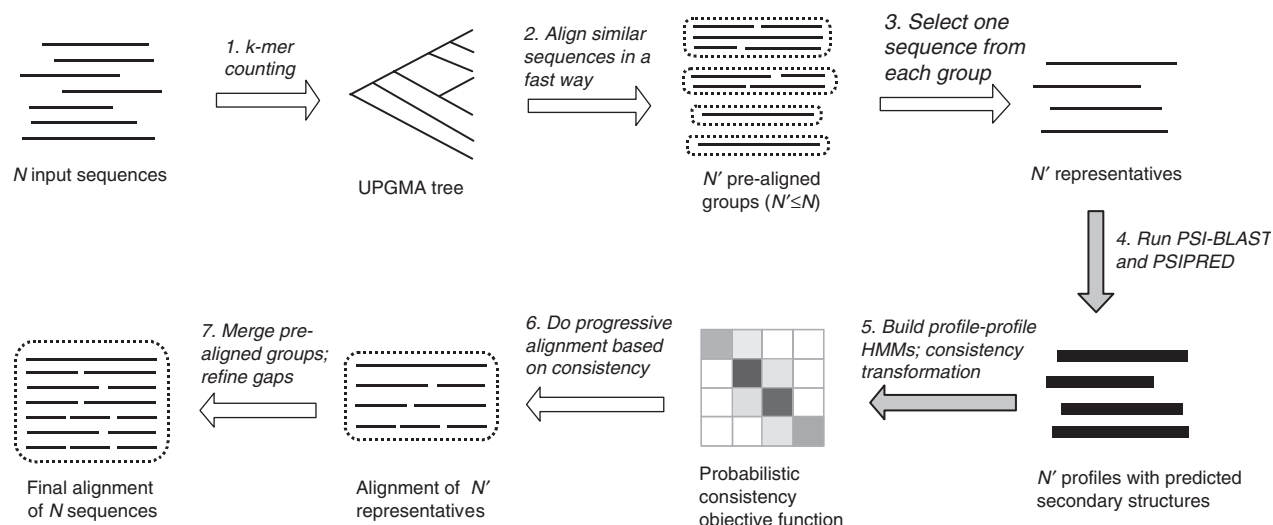 1. k-mer
counting
2. Align similar
sequences in a
fast way
3. Select one
sequence from
each group
N input sequences
UPGMA tree
N′ pre-aligned
groups (N′≤N)
N′ representatives
4. Run PSI-BLAST
and PSIPRED
5. Build profile-profile
HMMs; consistency
transformation
6. Do progressive
alignment based
on consistency
7. Merge pre-
aligned groups;
refine gaps
N′ profiles with predicted
secondary structures
Probabilistic
consistency
objective function
Alignment of N′
representatives
Final alignment
of N sequences